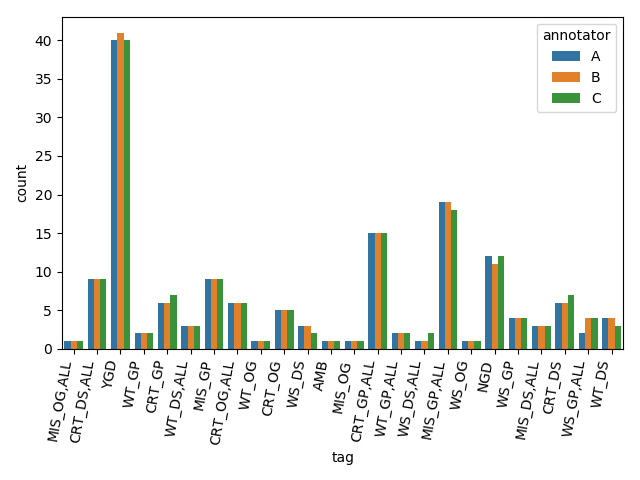 annotator
A
B
C
count
40
35
30
25
20
15
10
5
0
MIS_OG,ALL
CRT_DS,ALL
YGD
WT_GP
CRT_GP
WT_DS,ALL
MIS_GP
CRT_OG,ALL
WT_OG
CRT_OG
WS_DS
AMB
MIS_OG
CRT_GP,ALL
WT_GP,ALL
WS_DS,ALL
MIS_GP,ALL
WS_OG
NGD
WS_GP
MIS_DS,ALL
CRT_DS
WS_GP,ALL
WT_DS
tag